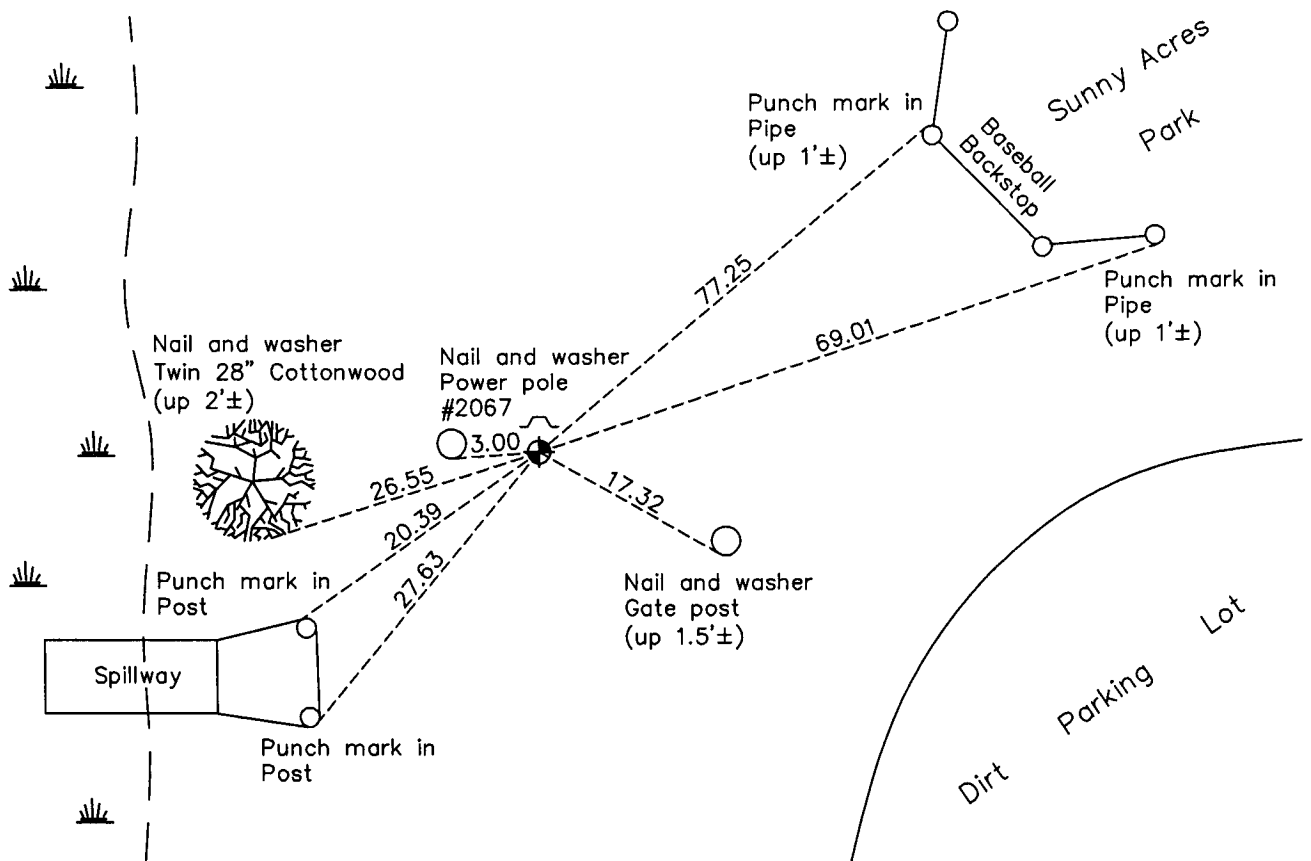 Sunny Acres
Park
Punch mark in
Pipe
(up 1'±)
Baseball
Backstop
77.25
Punch mark in
Pipe
(up 1'±)
69.01
Nail and washer
Twin 28" Cottonwood
(up 2'±)
Nail and washer
Power pole
#2067
3.00
26.55
17.32
20.39
27.63
Punch mark in
Post
Nail and washer
Gate post
(up 1.5'±)
Spillway
Punch mark in
Post
Dirt Parking Lot